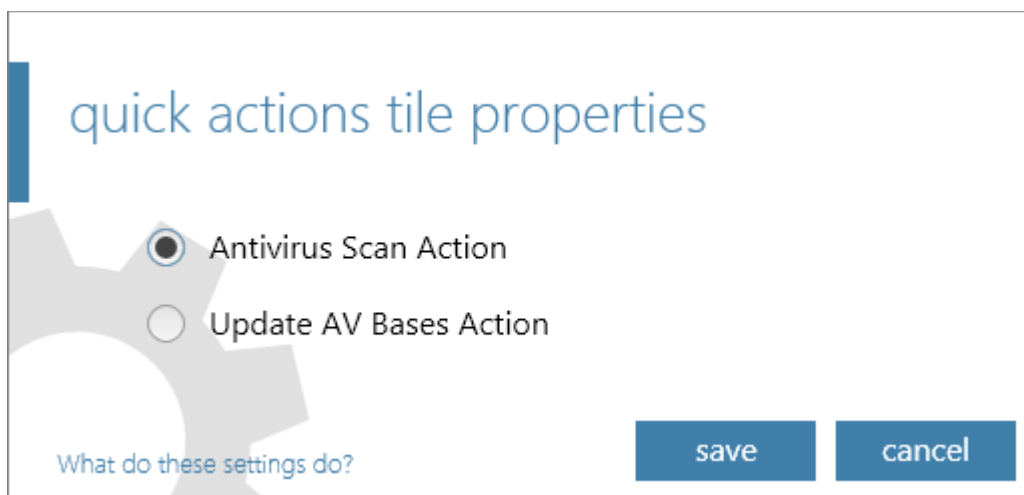 quick actions tile properties
Antivirus Scan Action
Update AV Bases Action
What do these settings do?
save
cancel